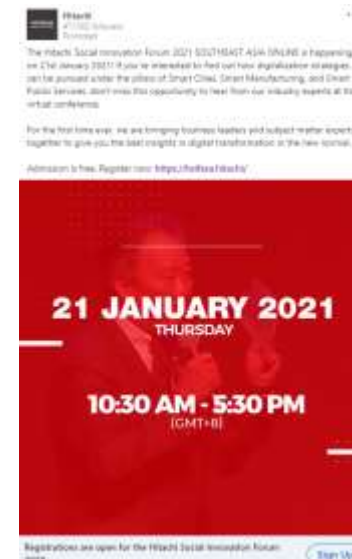 Hitachi
Promoted
The Hitachi Social Innovation Forum 2021 SOUTHEAST ASIA ONLINE is happening
on 21st January 2021! If you're interested to find out how digitalization strategies
can be pursued under the pillars of Smart Cities, Smart Manufacturing, and Smart
Public Services, don't miss this opportunity to hear from our industry experts at this
virtual conference.
For the first time ever, we are bringing business leaders and subject matter experts
together to give you the best insights in digital transformation in the new normal.
Admission is free. Register now:
21 JANUARY 2021
THURSDAY
10:30 AM - 5:30 PM
(GMT+8)
Registrations are open for the Hitachi Social Innovation Forum
Sign Up